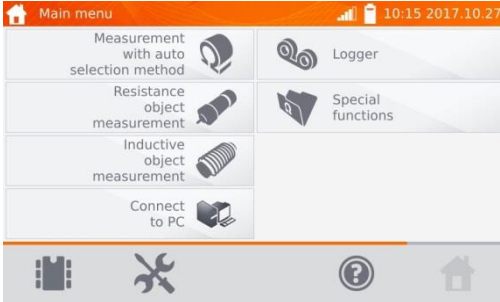 Main menu
10:15 2017.10.27
Measurement
with auto
selection method
Resistance
object
measurement
Inductive
object
measurement
Connect
to PC
Logger
Special
functions